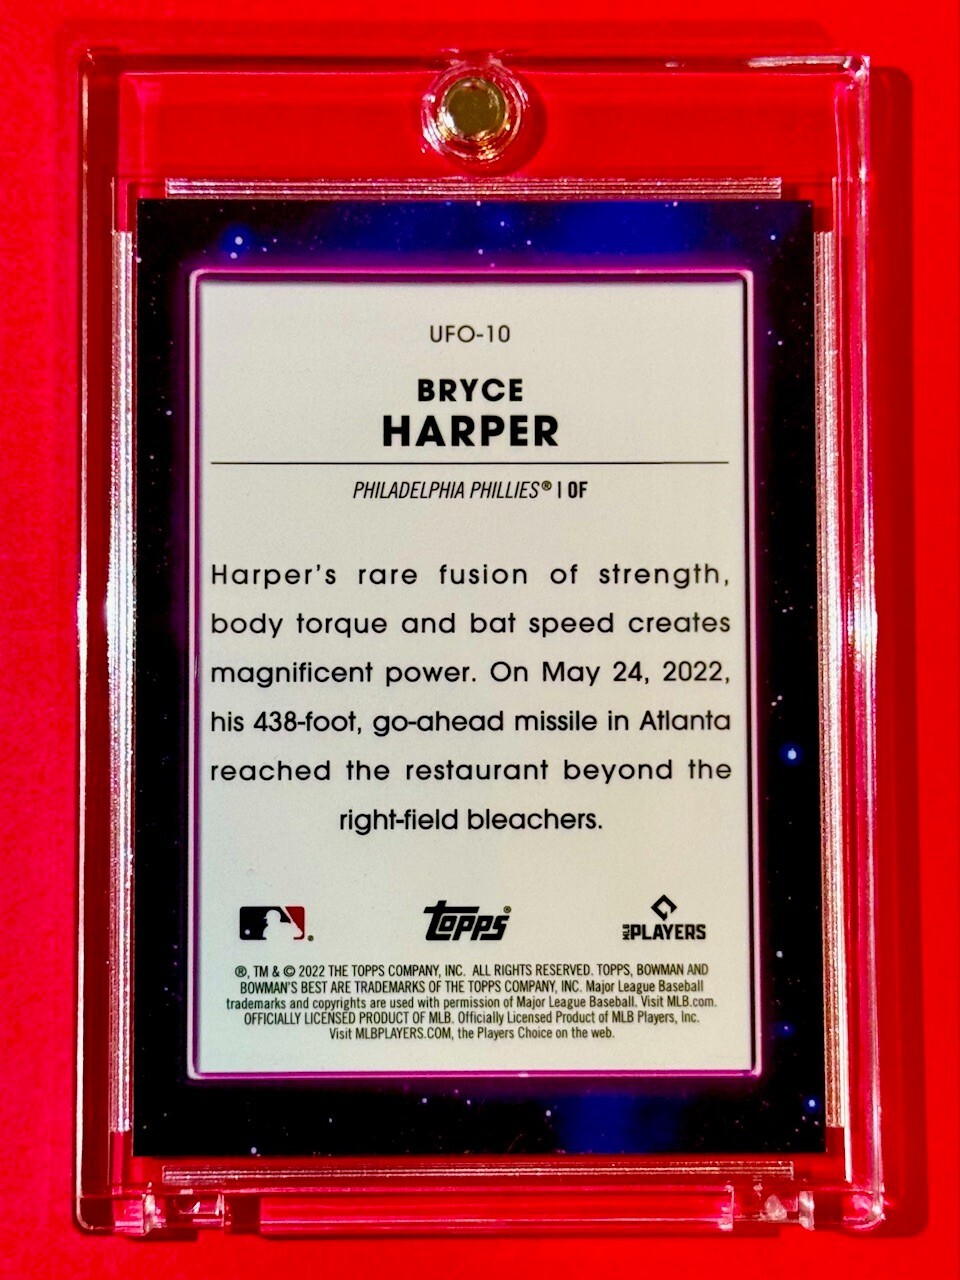 UFO-10
BRYCE
HARPER
PHILADELPHIA PHILLIES® | OF
Harper's rare fusion of strength,
body torque and bat speed creates
magnificent power. On May 24, 2022,
his 438-foot, go-ahead missile in Atlanta
reached the restaurant beyond the
right-field bleachers.
topps® MLB PLAYERS
®, TM & © 2022 THE TOPPS COMPANY, INC. ALL RIGHTS RESERVED. TOPPS, BOWMAN AND
BOWMAN'S BEST ARE TRADEMARKS OF THE TOPPS COMPANY, INC. Major League Baseball
trademarks and copyrights are used with permission of Major League Baseball. Visit MLB.com.
OFFICIALLY LICENSED PRODUCT OF MLB. Officially Licensed Product of MLB Players, Inc.
Visit MLBPLAYERS.COM, the Players Choice on the web.